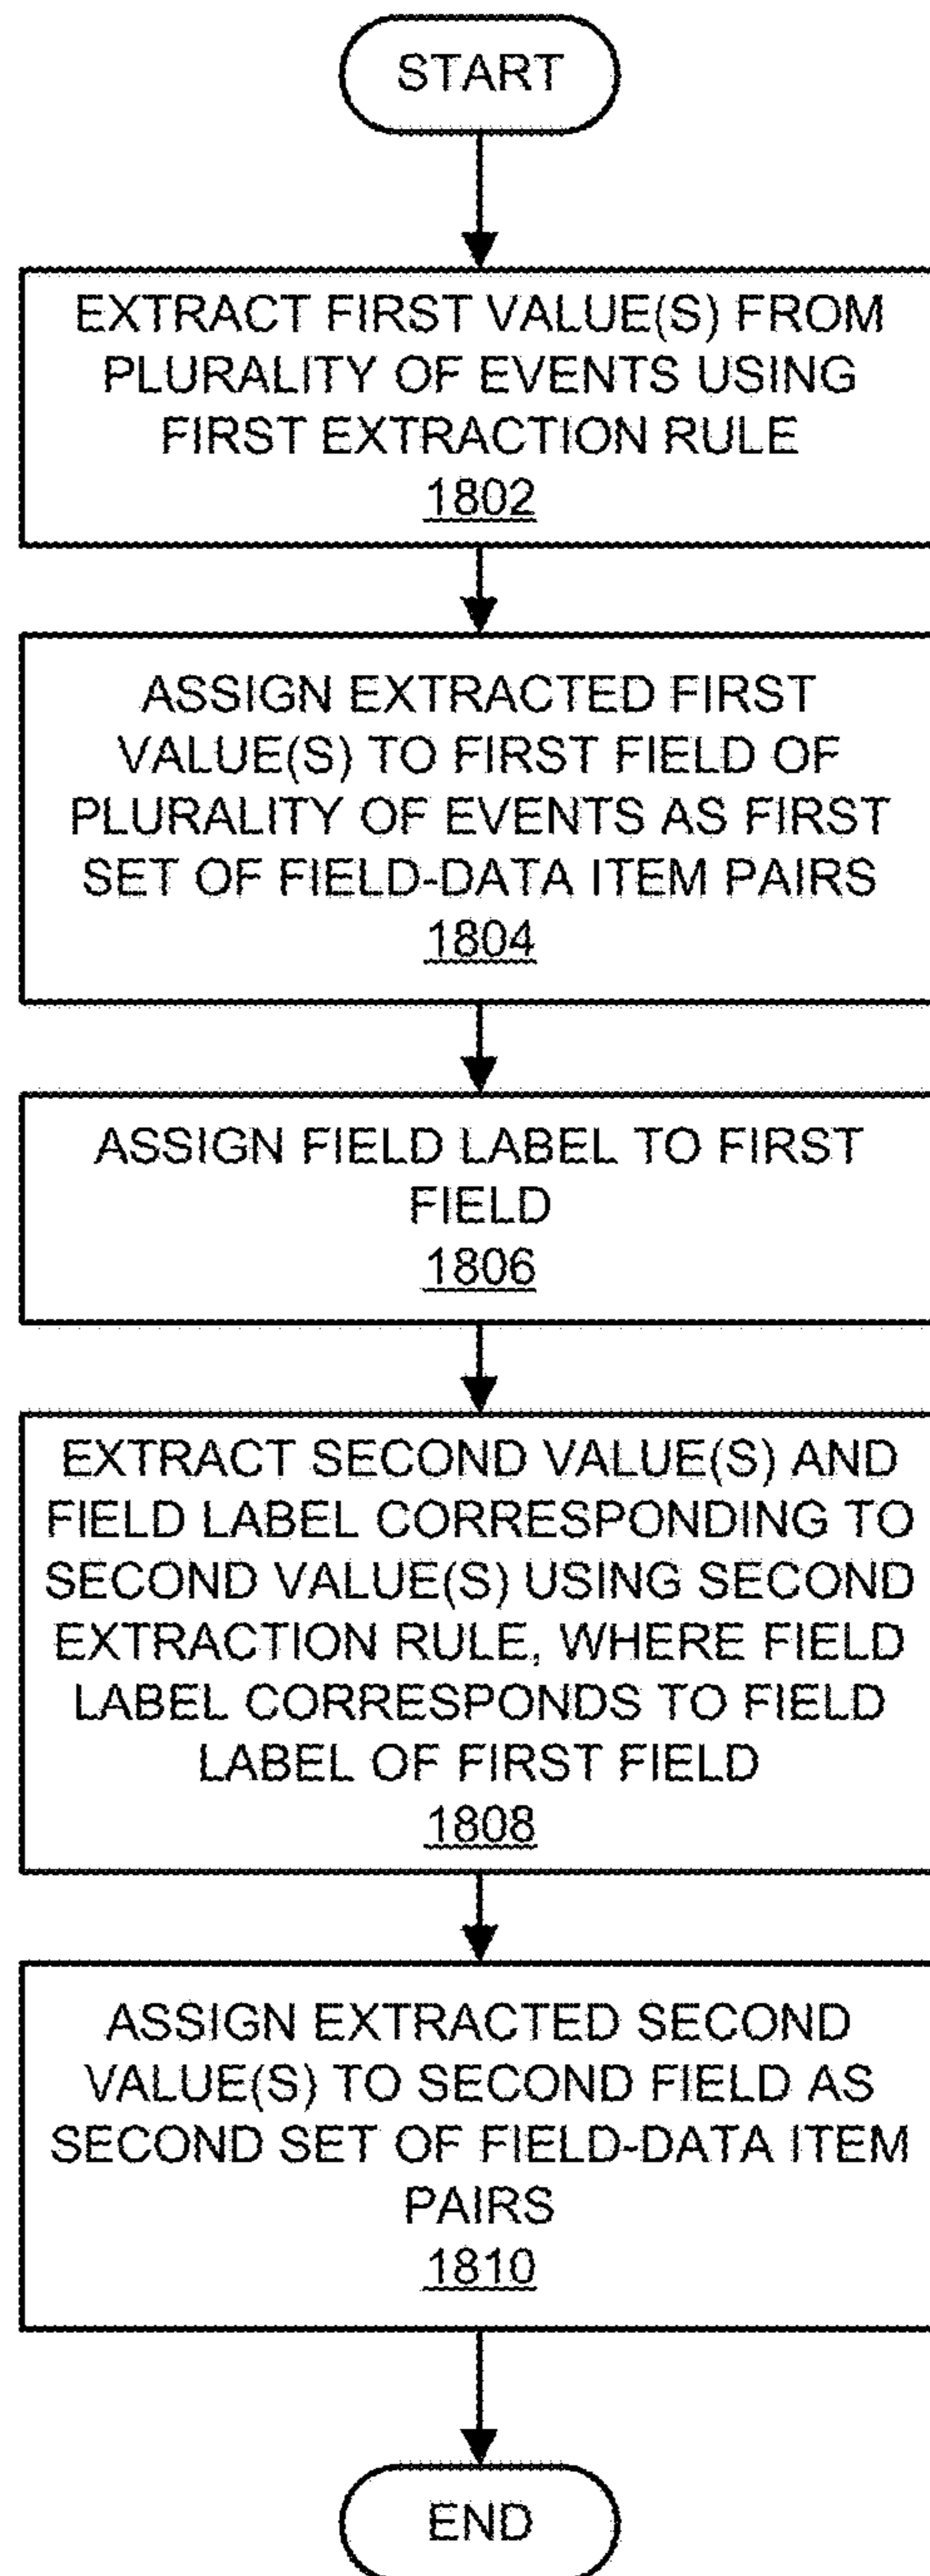 START
EXTRACT FIRST VALUE(S) FROM
PLURALITY OF EVENTS USING
FIRST EXTRACTION RULE
1802
ASSIGN EXTRACTED FIRST
VALUE(S) TO FIRST FIELD OF
PLURALITY OF EVENTS AS FIRST
SET OF FIELD-DATA ITEM PAIRS
1804
ASSIGN FIELD LABEL TO FIRST
FIELD
1806
EXTRACT SECOND VALUE(S) AND
FIELD LABEL CORRESPONDING TO
SECOND VALUE(S) USING SECOND
EXTRACTION RULE, WHERE FIELD
LABEL CORRESPONDS TO FIELD
LABEL OF FIRST FIELD
1808
ASSIGN EXTRACTED SECOND
VALUE(S) TO SECOND FIELD AS
SECOND SET OF FIELD-DATA ITEM
PAIRS
1810
END